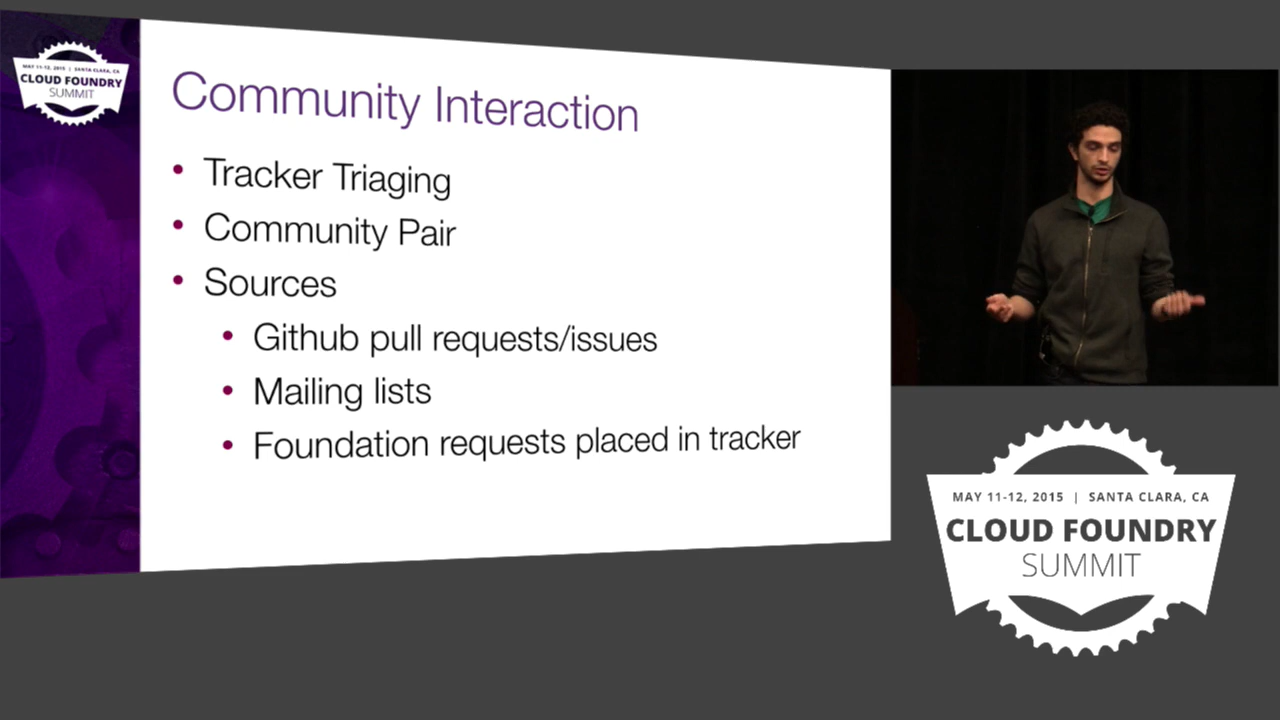 MAY 11-12, 2015 | SANTA CLARA, CA
CLOUD FOUNDRY
SUMMIT
Community Interaction
• Tracker Triaging
• Community Pair
• Sources
• Github pull requests/issues
• Mailing lists
• Foundation requests placed in tracker
MAY 11-12, 2015 | SANTA CLARA, CA
CLOUD FOUNDRY
SUMMIT